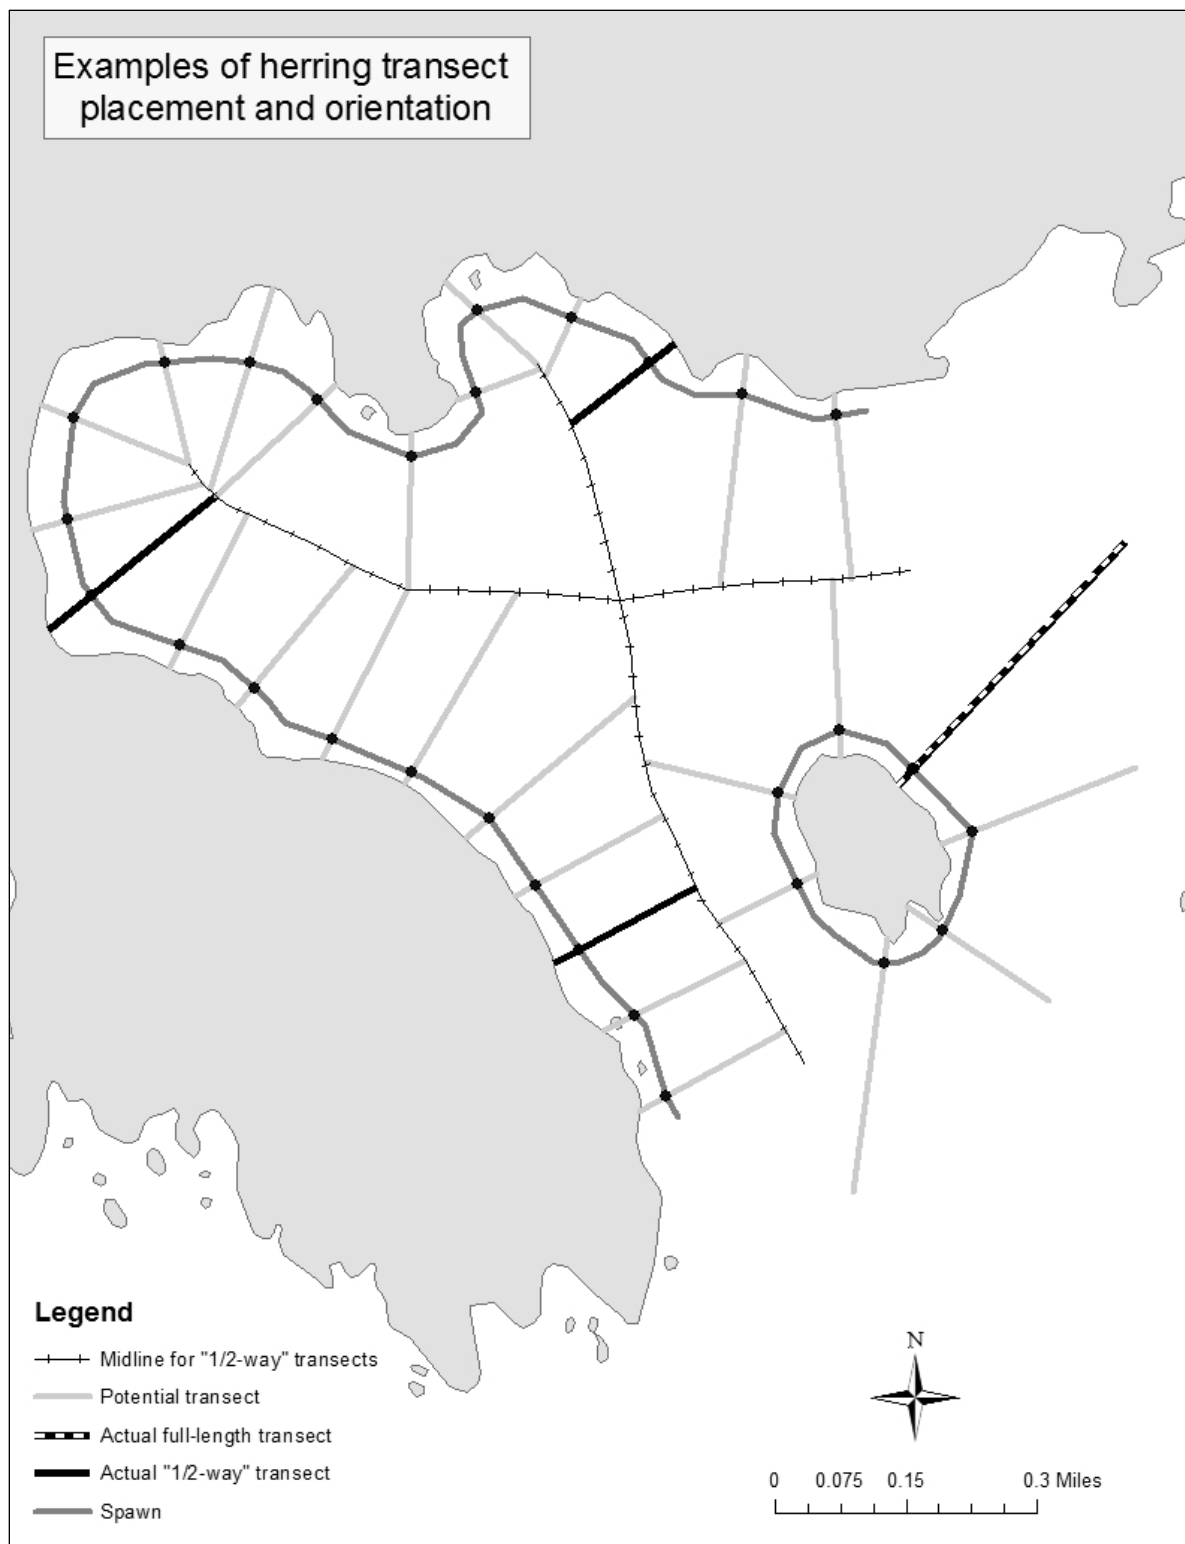 Examples of herring transect
placement and orientation
Legend
Midline for "1/2-way" transects
Potential transect
Actual full-length transect
Actual "1/2-way" transect
Spawn
N
0 0.075 0.15 0.3 Miles